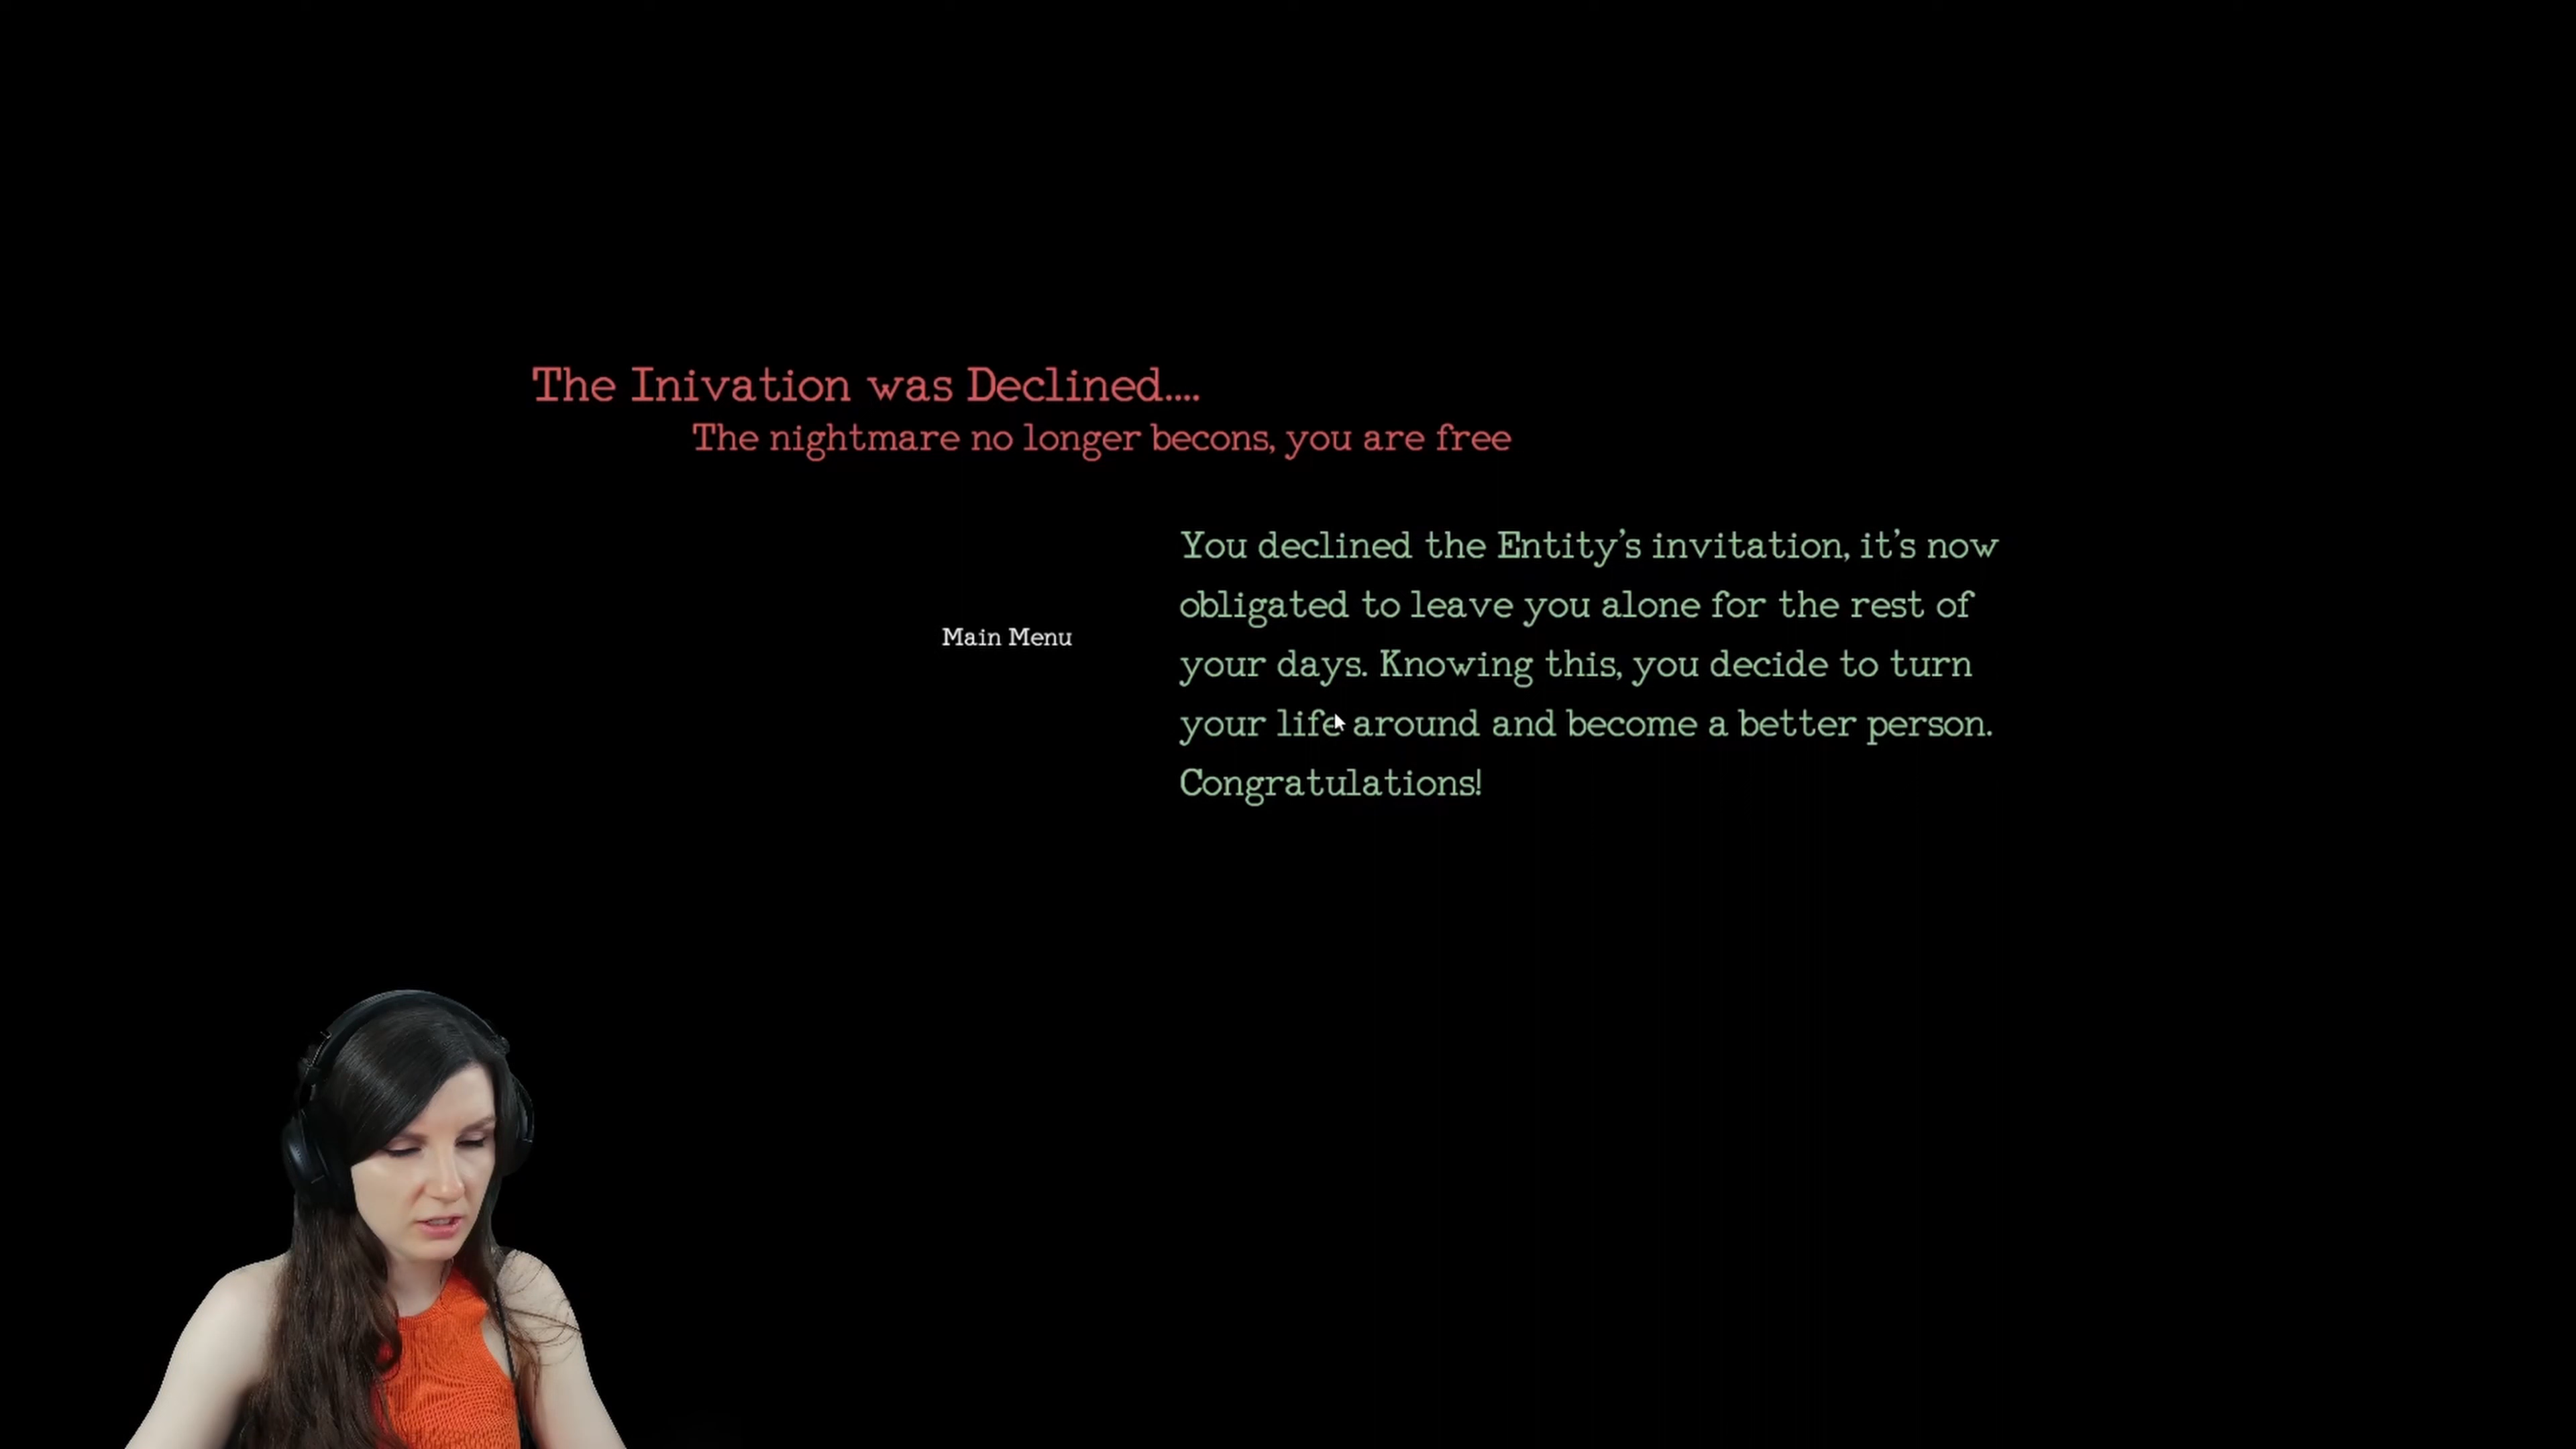 The Inivation was Declined....
The nightmare no longer becons, you are free
You declined the Entity's invitation, it's now
obligated to leave you alone for the rest of
your days. Knowing this, you decide to turn
your life around and become a better person.
Congratulations!
Main Menu